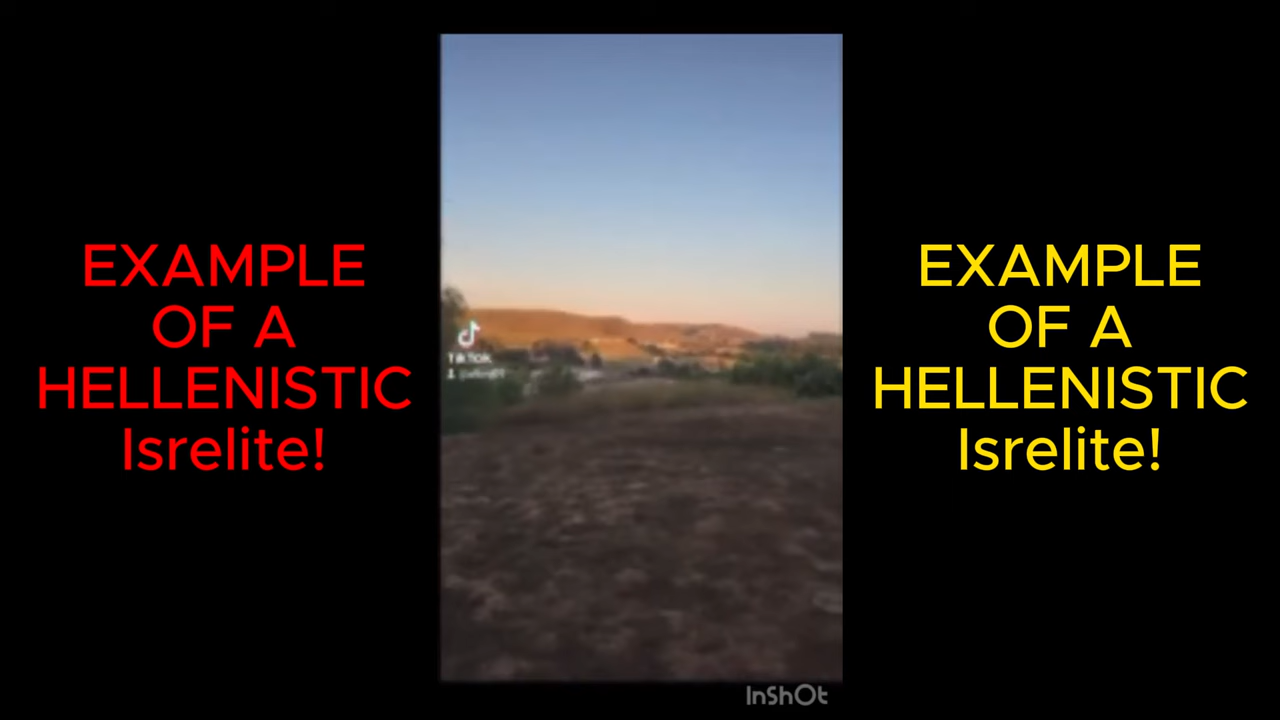 EXAMPLE
OF A
HELLENISTIC
Isrelite!
TikTok
EXAMPLE
OF A
HELLENISTIC
Isrelite!
InShOt